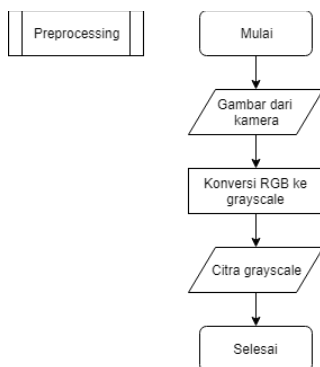 Preprocessing
Mulai
Gambar dari
kamera
Konversi RGB ke
grayscale
Citra grayscale
Selesai